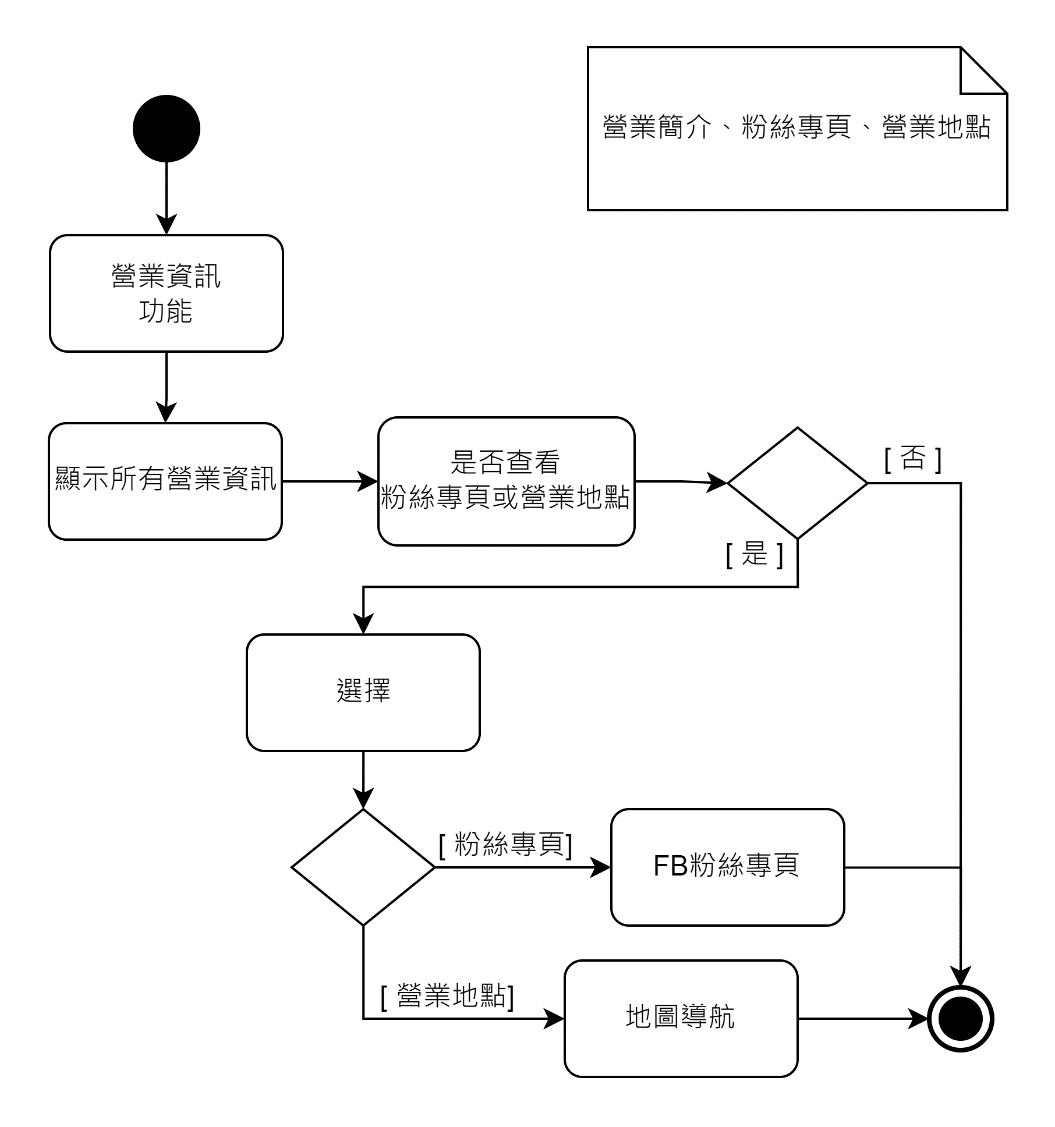 營業簡介、粉絲專頁、營業地點
營業資訊
功能
顯示所有營業資訊
是否查看
粉絲專頁或營業地點
[ 否 ]
[ 是 ]
選擇
[ 粉絲專頁]
FB粉絲專頁
[ 營業地點]
地圖導航